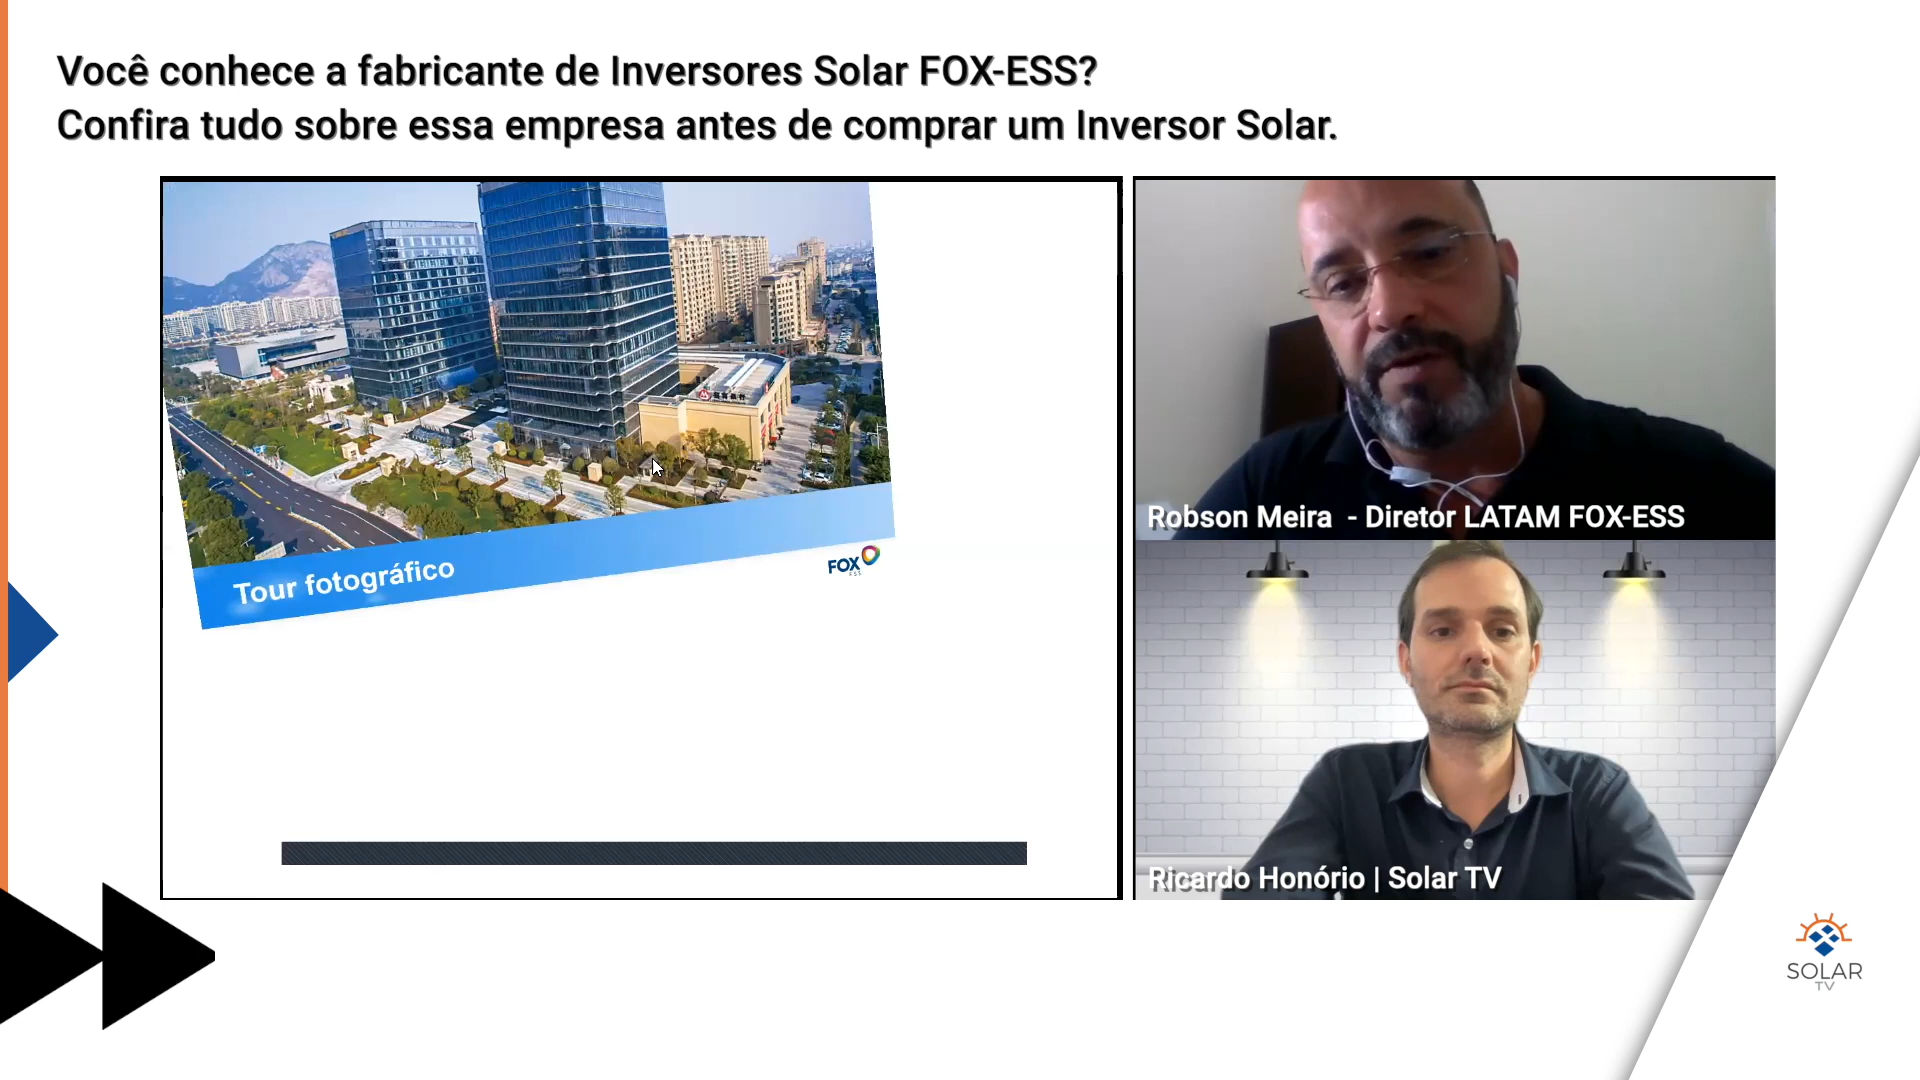 Você conhece a fabricante de Inversores Solar FOX-ESS?
Confira tudo sobre essa empresa antes de comprar um Inversor Solar.
Tour fotográfico
FOX
ESS
Robson Meira - Diretor LATAM FOX-ESS
Ricardo Honório | Solar TV
SOLAR
TV